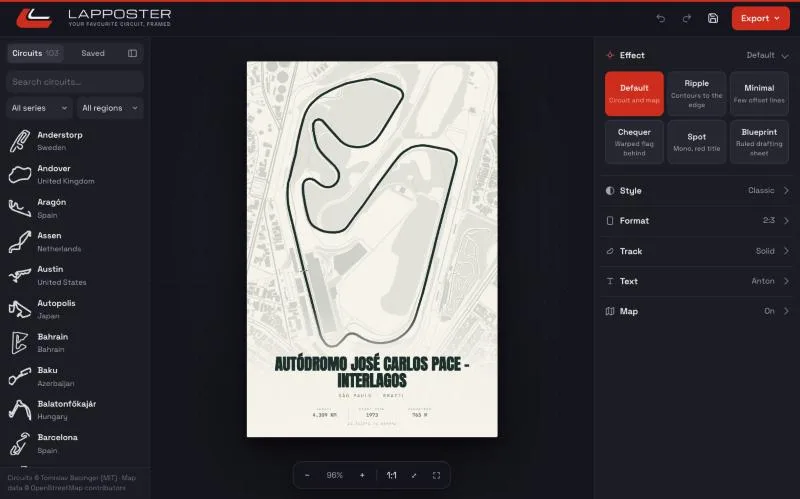 LAPPOSTER
YOUR FAVOURITE CIRCUIT, FRAMED
Export
Circuits 103
Saved
Search circuits...
All series
All regions
Anderstorp
Sweden
Andover
United Kingdom
Aragón
Spain
Assen
Netherlands
Austin
United States
Autopolis
Japan
Bahrain
Bahrain
Baku
Azerbaijan
Balatonfőkajár
Hungary
Barcelona
Spain
Circuits © Tomislav Bacinger (MIT) · Map
data © OpenStreetMap contributors
AUTÓDROMO JOSÉ CARLOS PACE -
INTERLAGOS
SÃO PAULO · BRAZIL
4.309 KM
1973
765 M
96%
1:1
Effect
Default
Default
Circuit and map
Ripple
Contours to the
edge
Minimal
Few offset lines
Chequer
Warped flag
behind
Spot
Mono, red title
Blueprint
Ruled drafting
sheet
Style
Classic
Format
2:3
Track
Solid
Text
Anton
Map
On